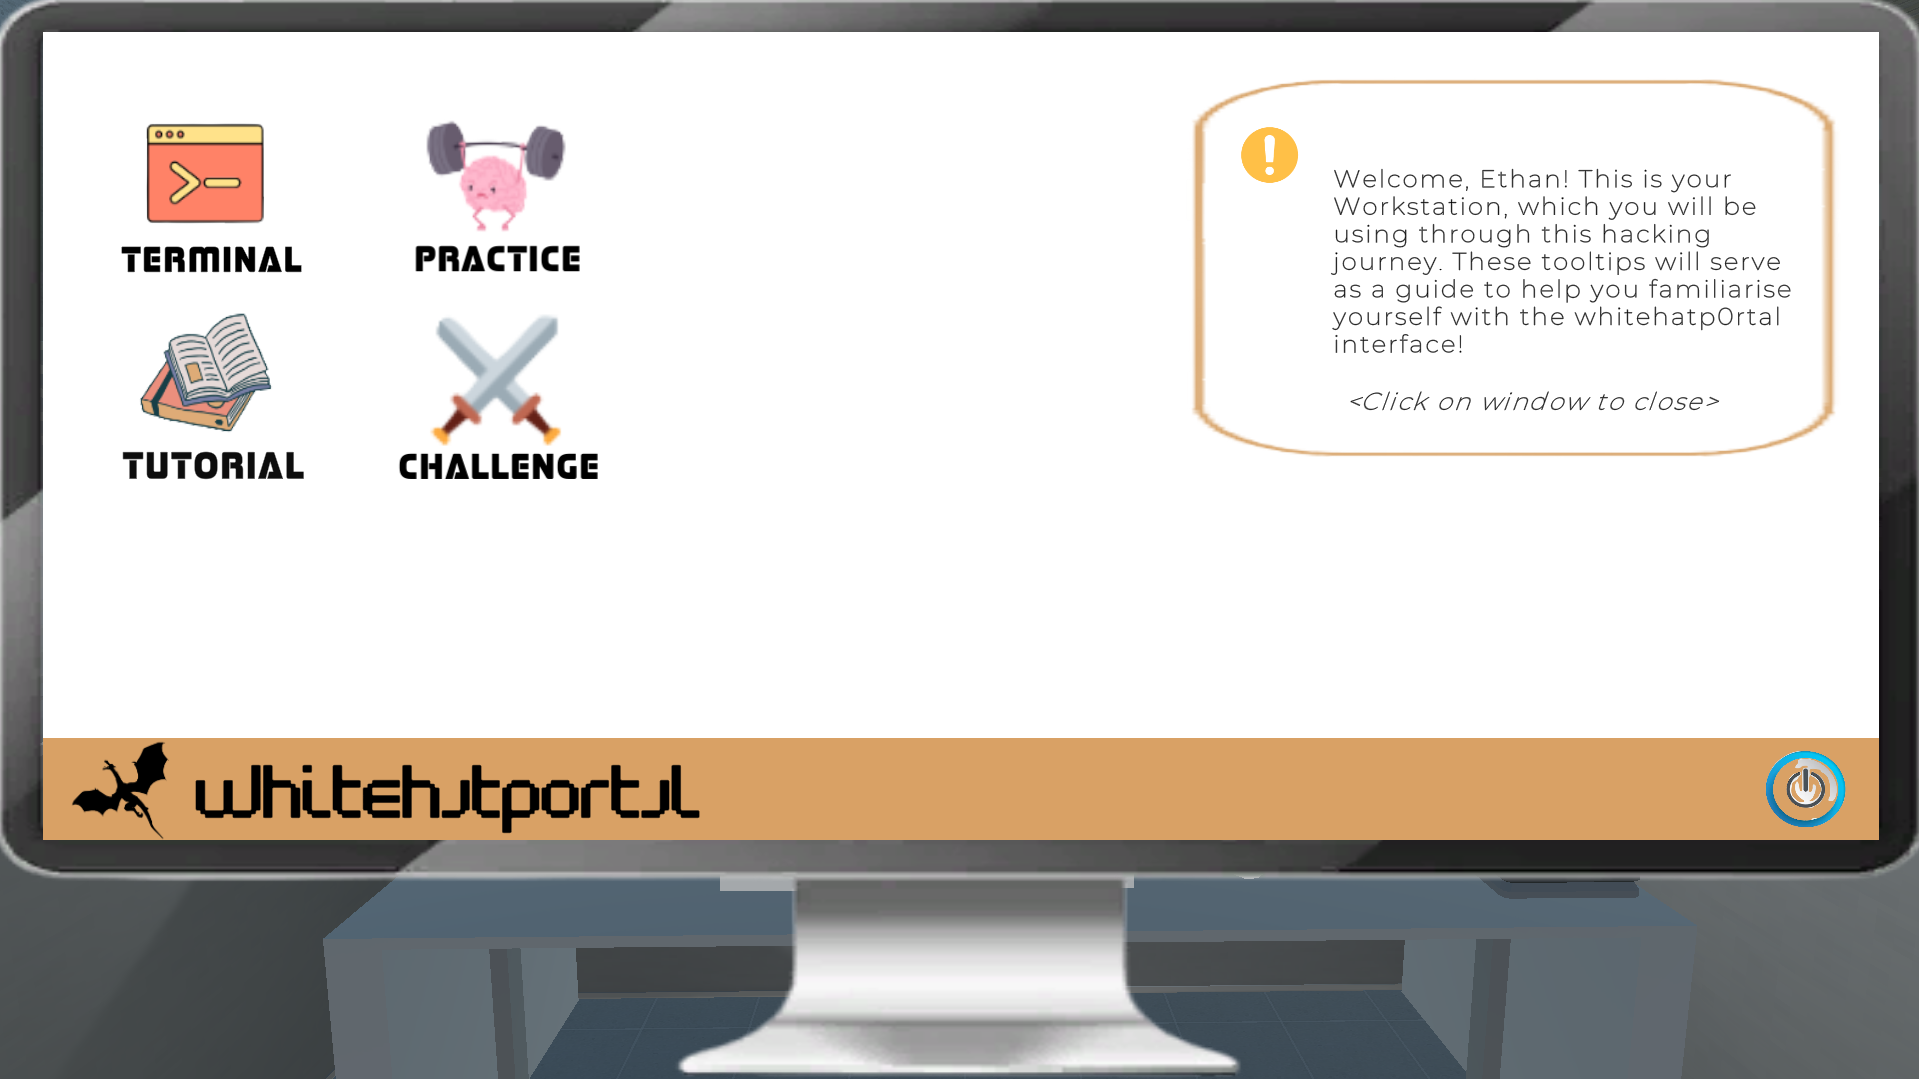 TERMINAL
PRACTICE
TUTORIAL
CHALLENGE
Welcome, Ethan! This is your
Workstation, which you will be
using through this hacking
journey. These tooltips will serve
as a guide to help you familiarise
yourself with the whitehatp0rtal
interface!
<Click on window to close>
whitehatportal